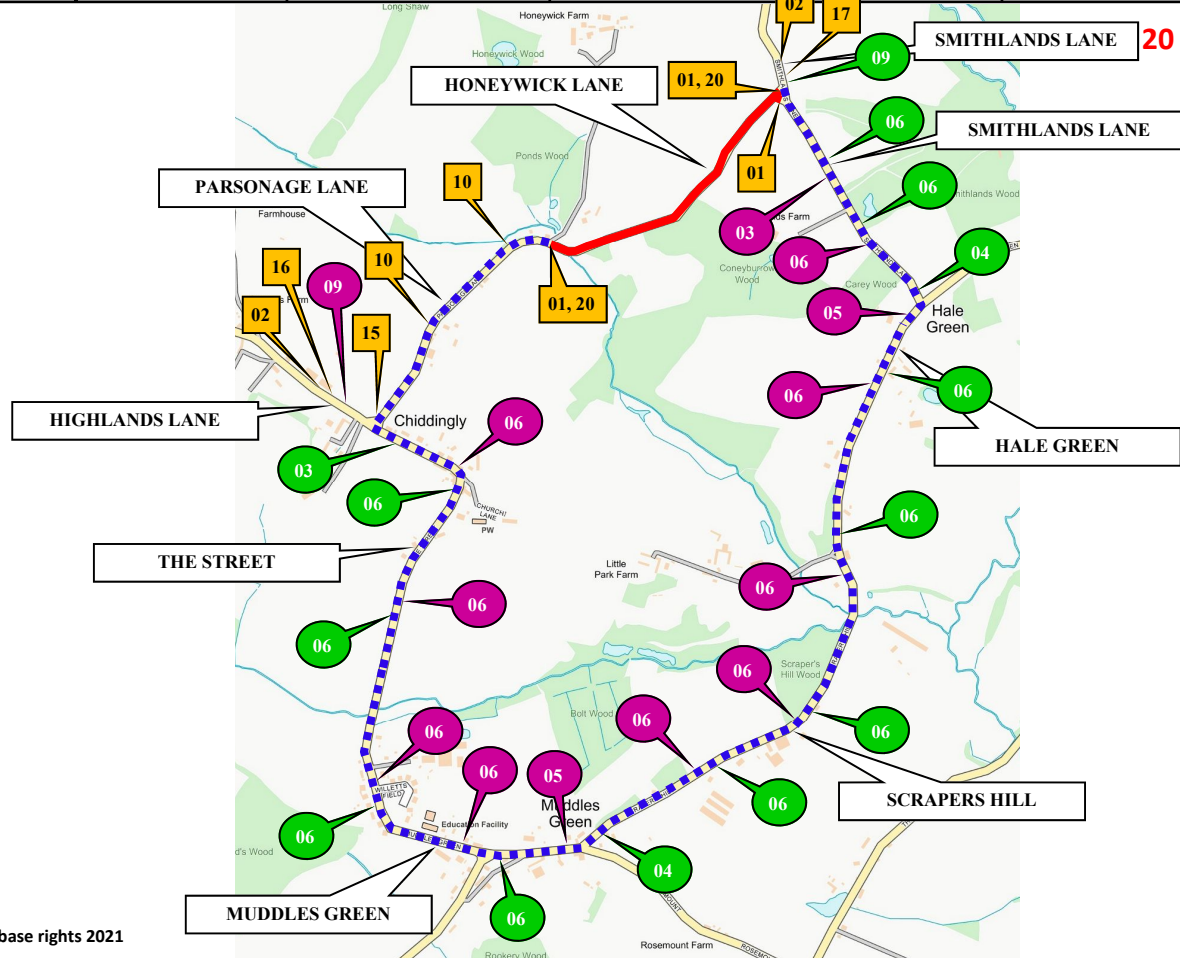 Long Shaw
Honeywick Farm
02
17
SMITHLANDS LANE
20
09
Honeywick Wood
HONEYWICK LANE
01, 20
06
SMITHLANDS LANE
01
Ponds Wood
PARSONAGE LANE
10
06
Farmhouse
03
06
04
16
09
10
Coneyburrow
Wood
Carey Wood
01, 20
02
15
05
Hale
Green
HIGHLANDS LANE
Chiddingly
06
06
06
HALE GREEN
03
06
CHURCH
LANE
PW
06
THE STREET
Little
Park Farm
06
06
06
Scraper's
Hill Wood
06
Bolt Wood
06
06
06
06
05
WILLETTS
FIELD
SCRAPERS HILL
06
Muddles
Green
Education Facility
06
04
MUDDLES GREEN
06
base rights 2021
Rookery Wood
Rosemount Farm